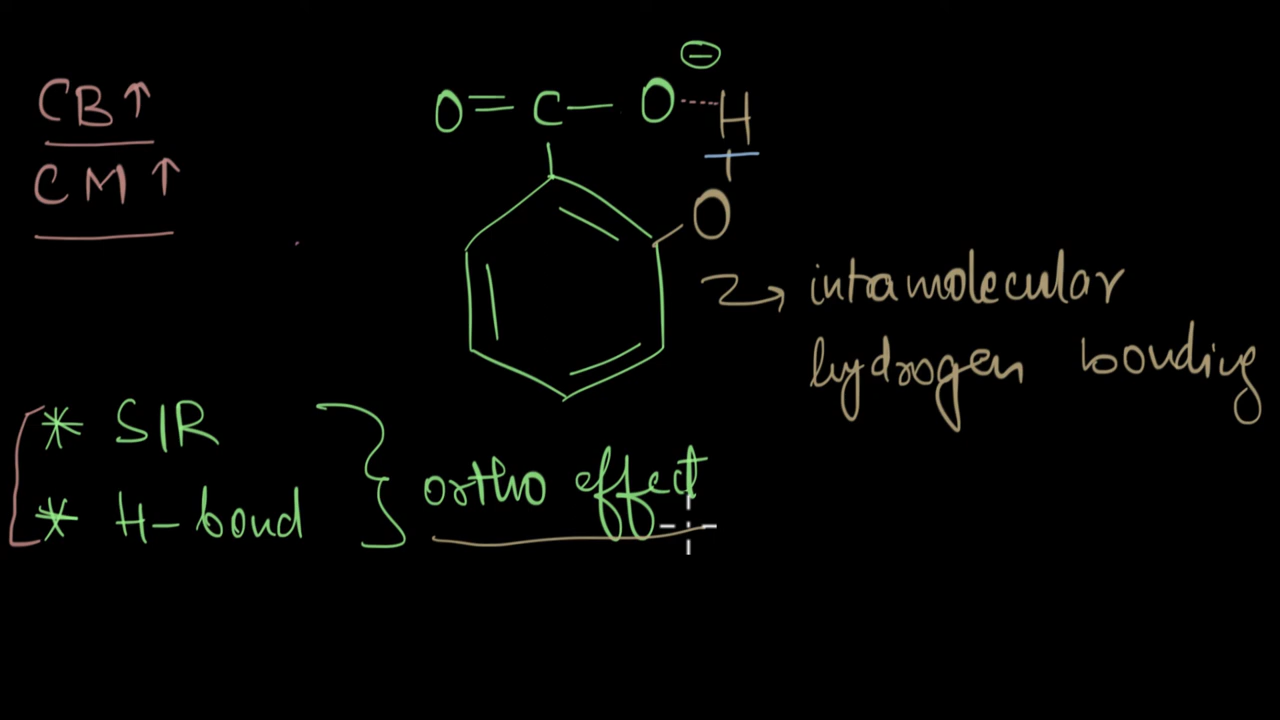 CB↑
CM↑
⊖
O=C—O---H
O
intramolecular
hydrogen bonding
* SIR
* H-bond
ortho effect